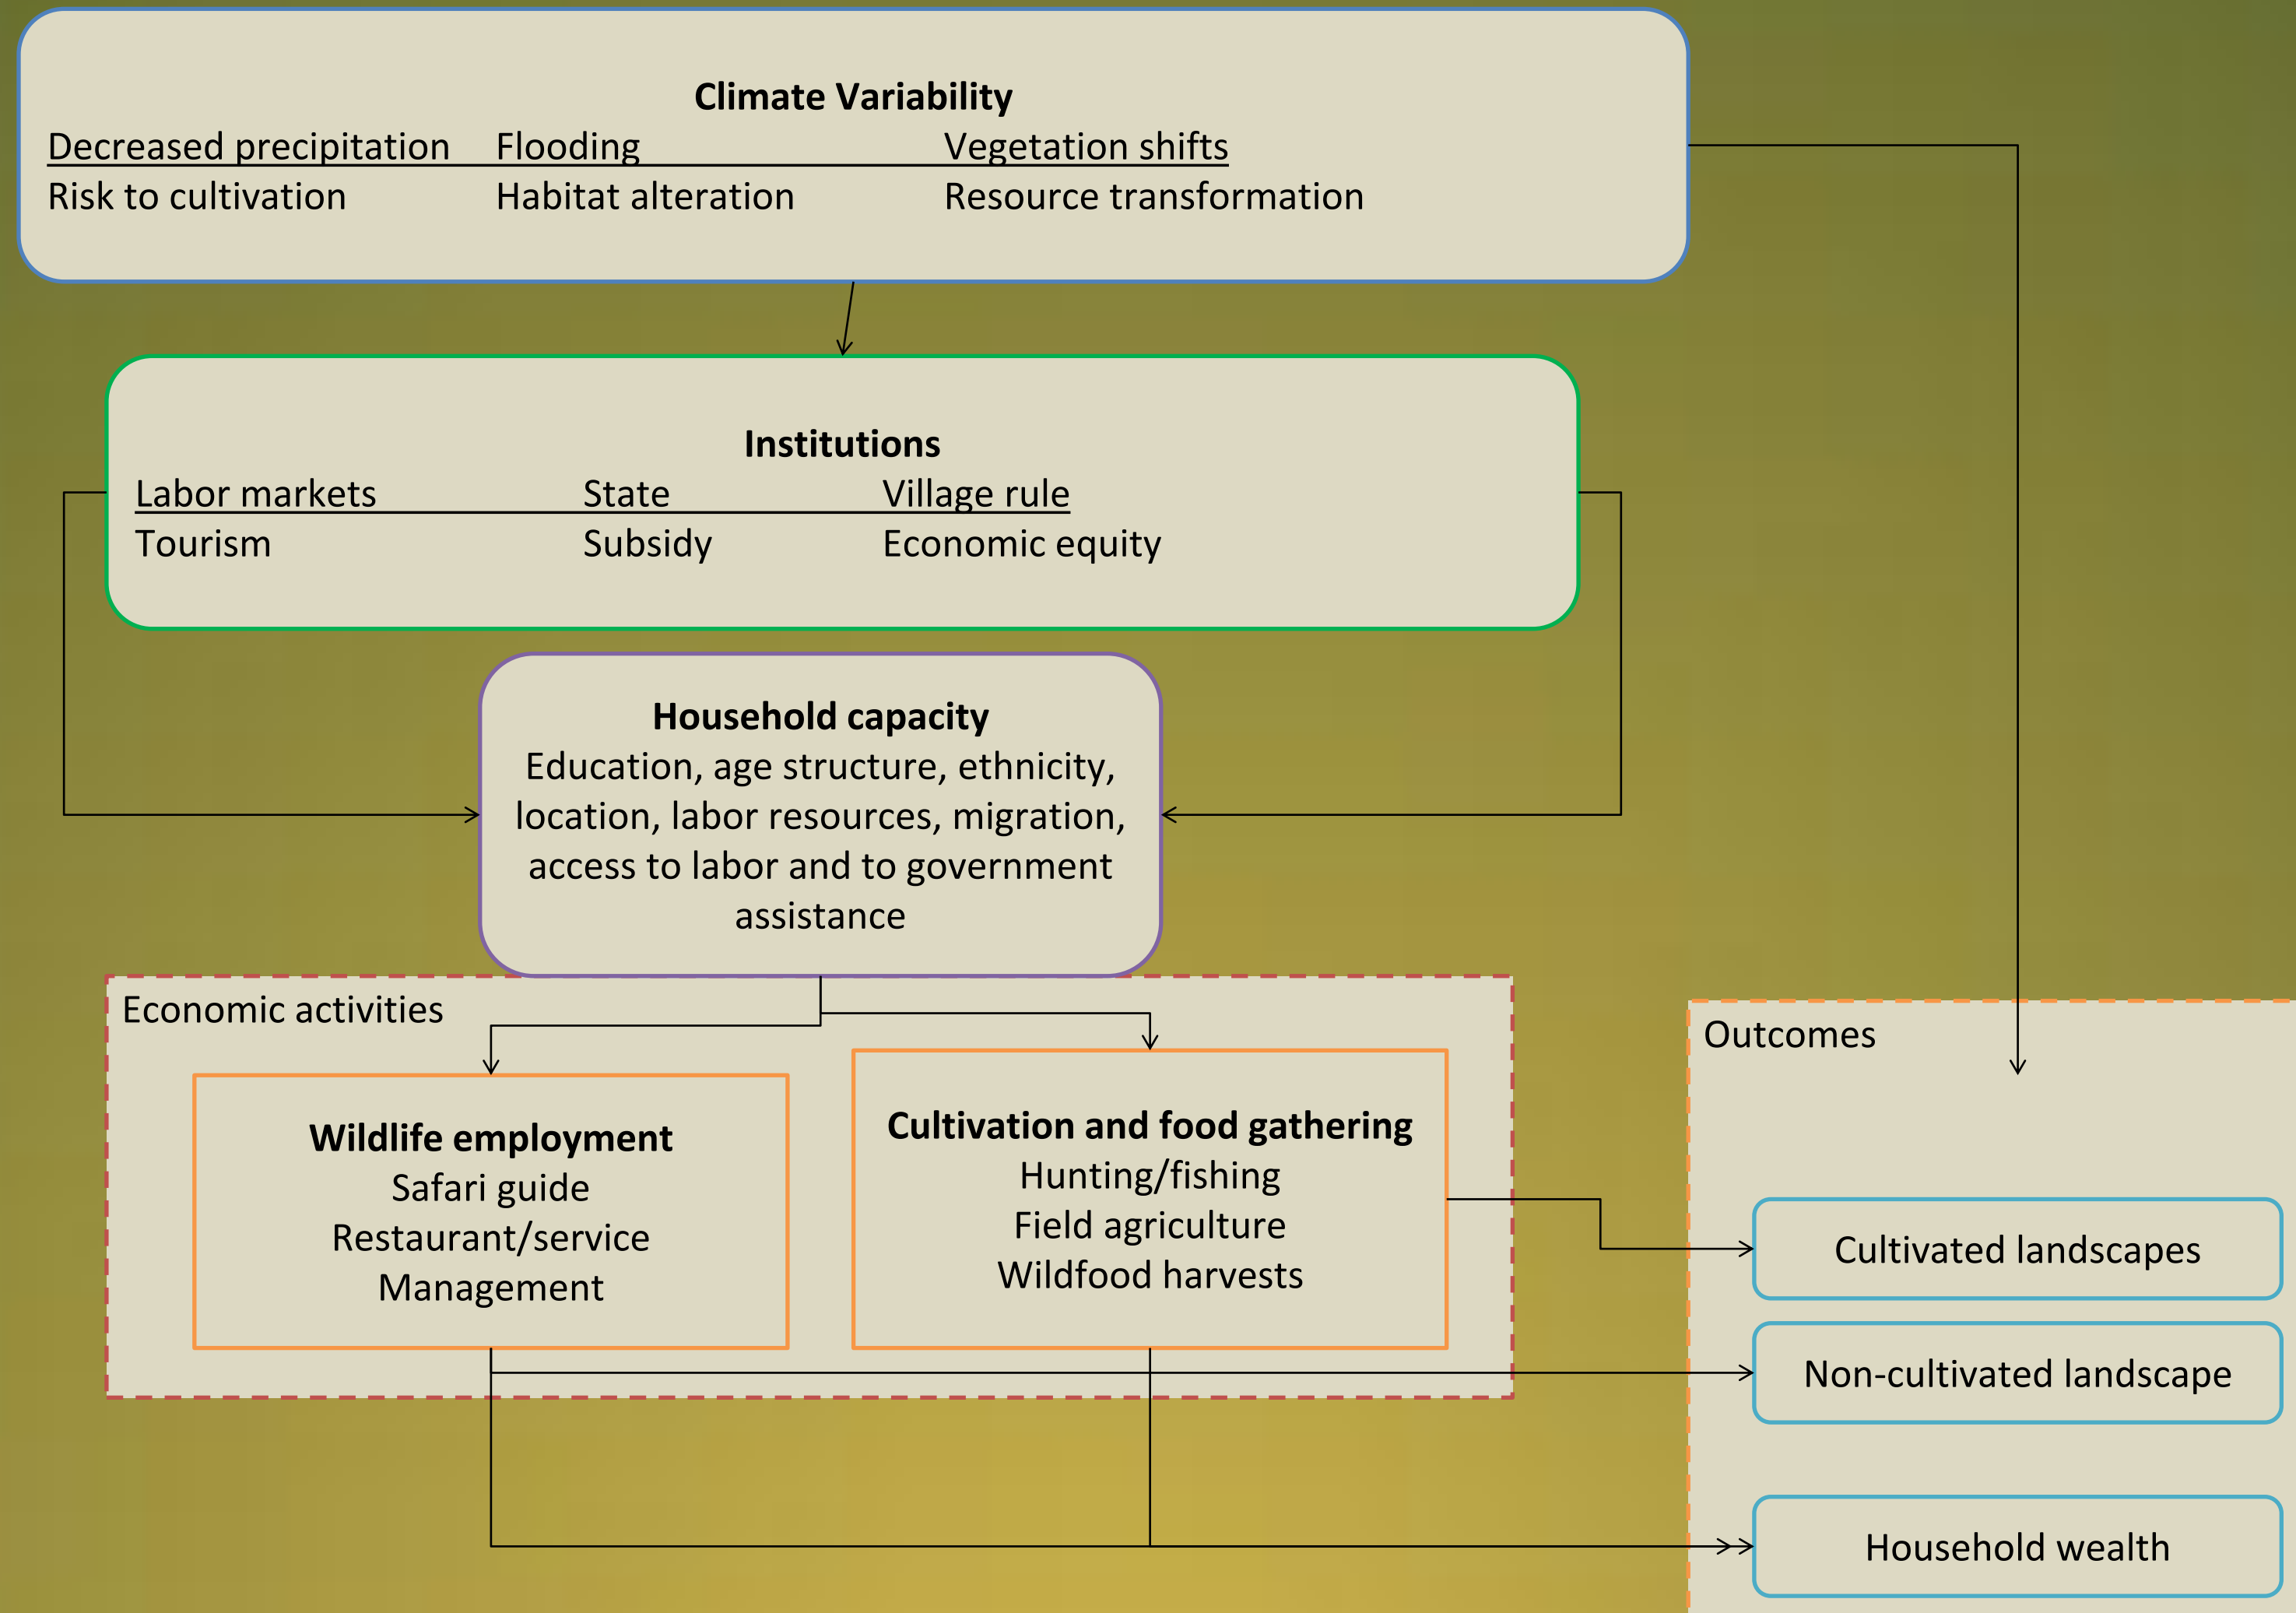 Climate Variability
Decreased precipitation Flooding Vegetation shifts
Risk to cultivation Habitat alteration Resource transformation
Institutions
Labor markets State Village rule
Tourism Subsidy Economic equity
Household capacity
Education, age structure, ethnicity,
location, labor resources, migration,
access to labor and to government
assistance
Economic activities
Wildlife employment
Safari guide
Restaurant/service
Management
Cultivation and food gathering
Hunting/fishing
Field agriculture
Wildfood harvests
Outcomes
Cultivated landscapes
Non-cultivated landscape
Household wealth